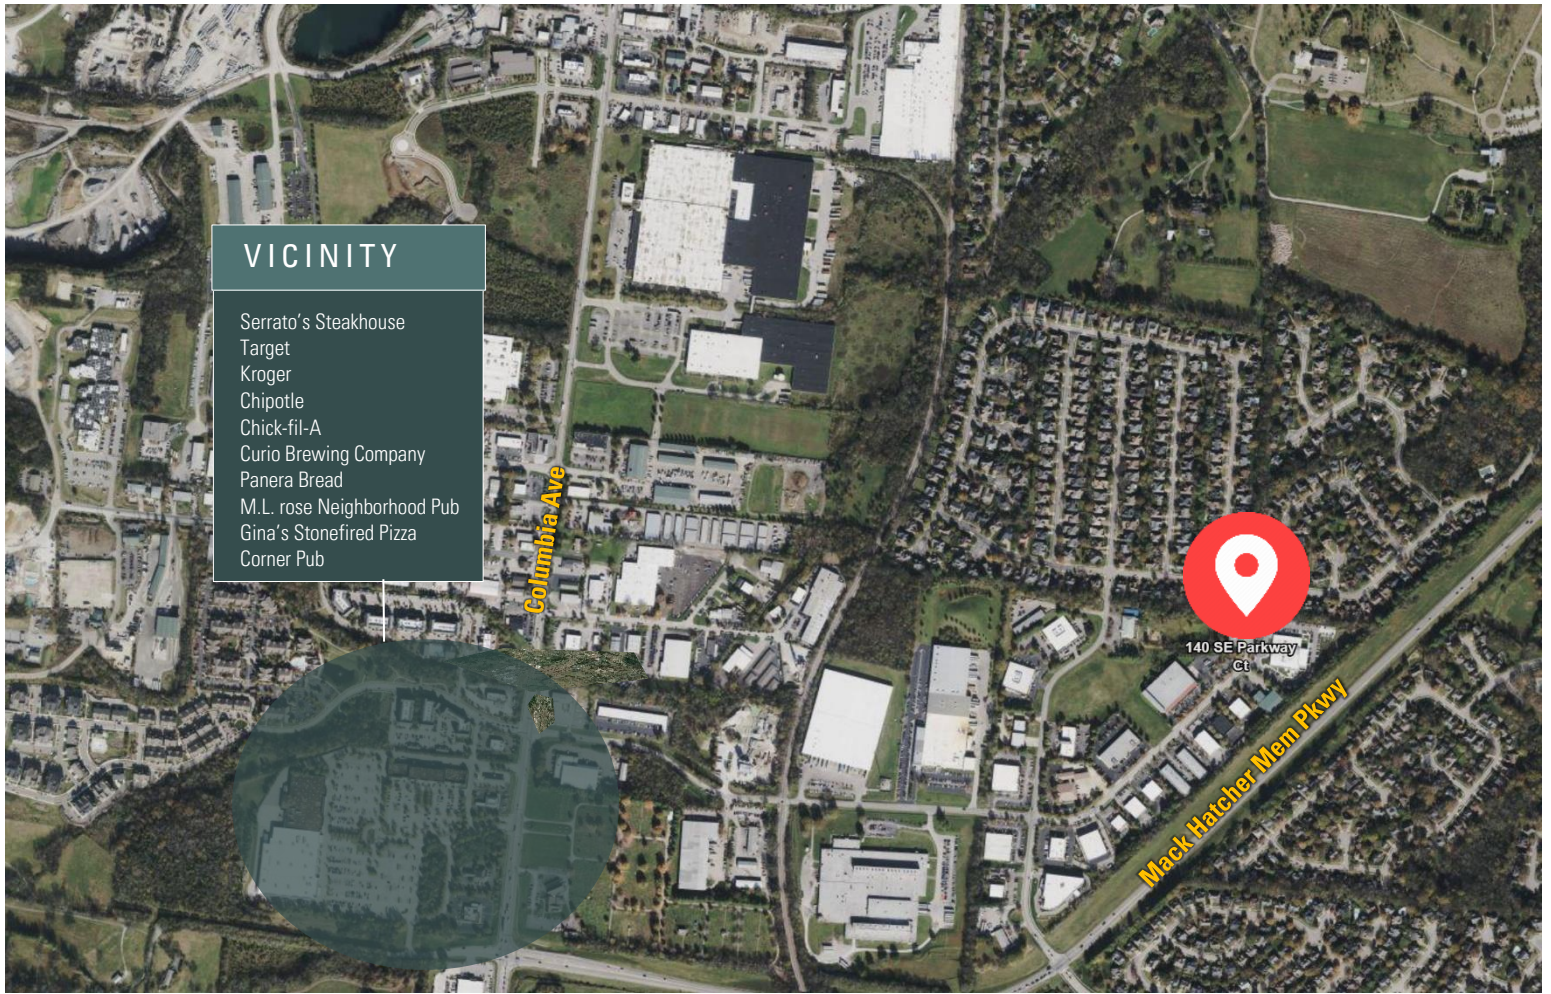 VICINITY
Serrato's Steakhouse
Target
Kroger
Chipotle
Chick-fil-A
Curio Brewing Company
Panera Bread
M.L. rose Neighborhood Pub
Gina's Stonefired Pizza
Corner Pub
Columbia Ave
140 SE Parkway
Ct
Mack Hatcher Mem Pkwy